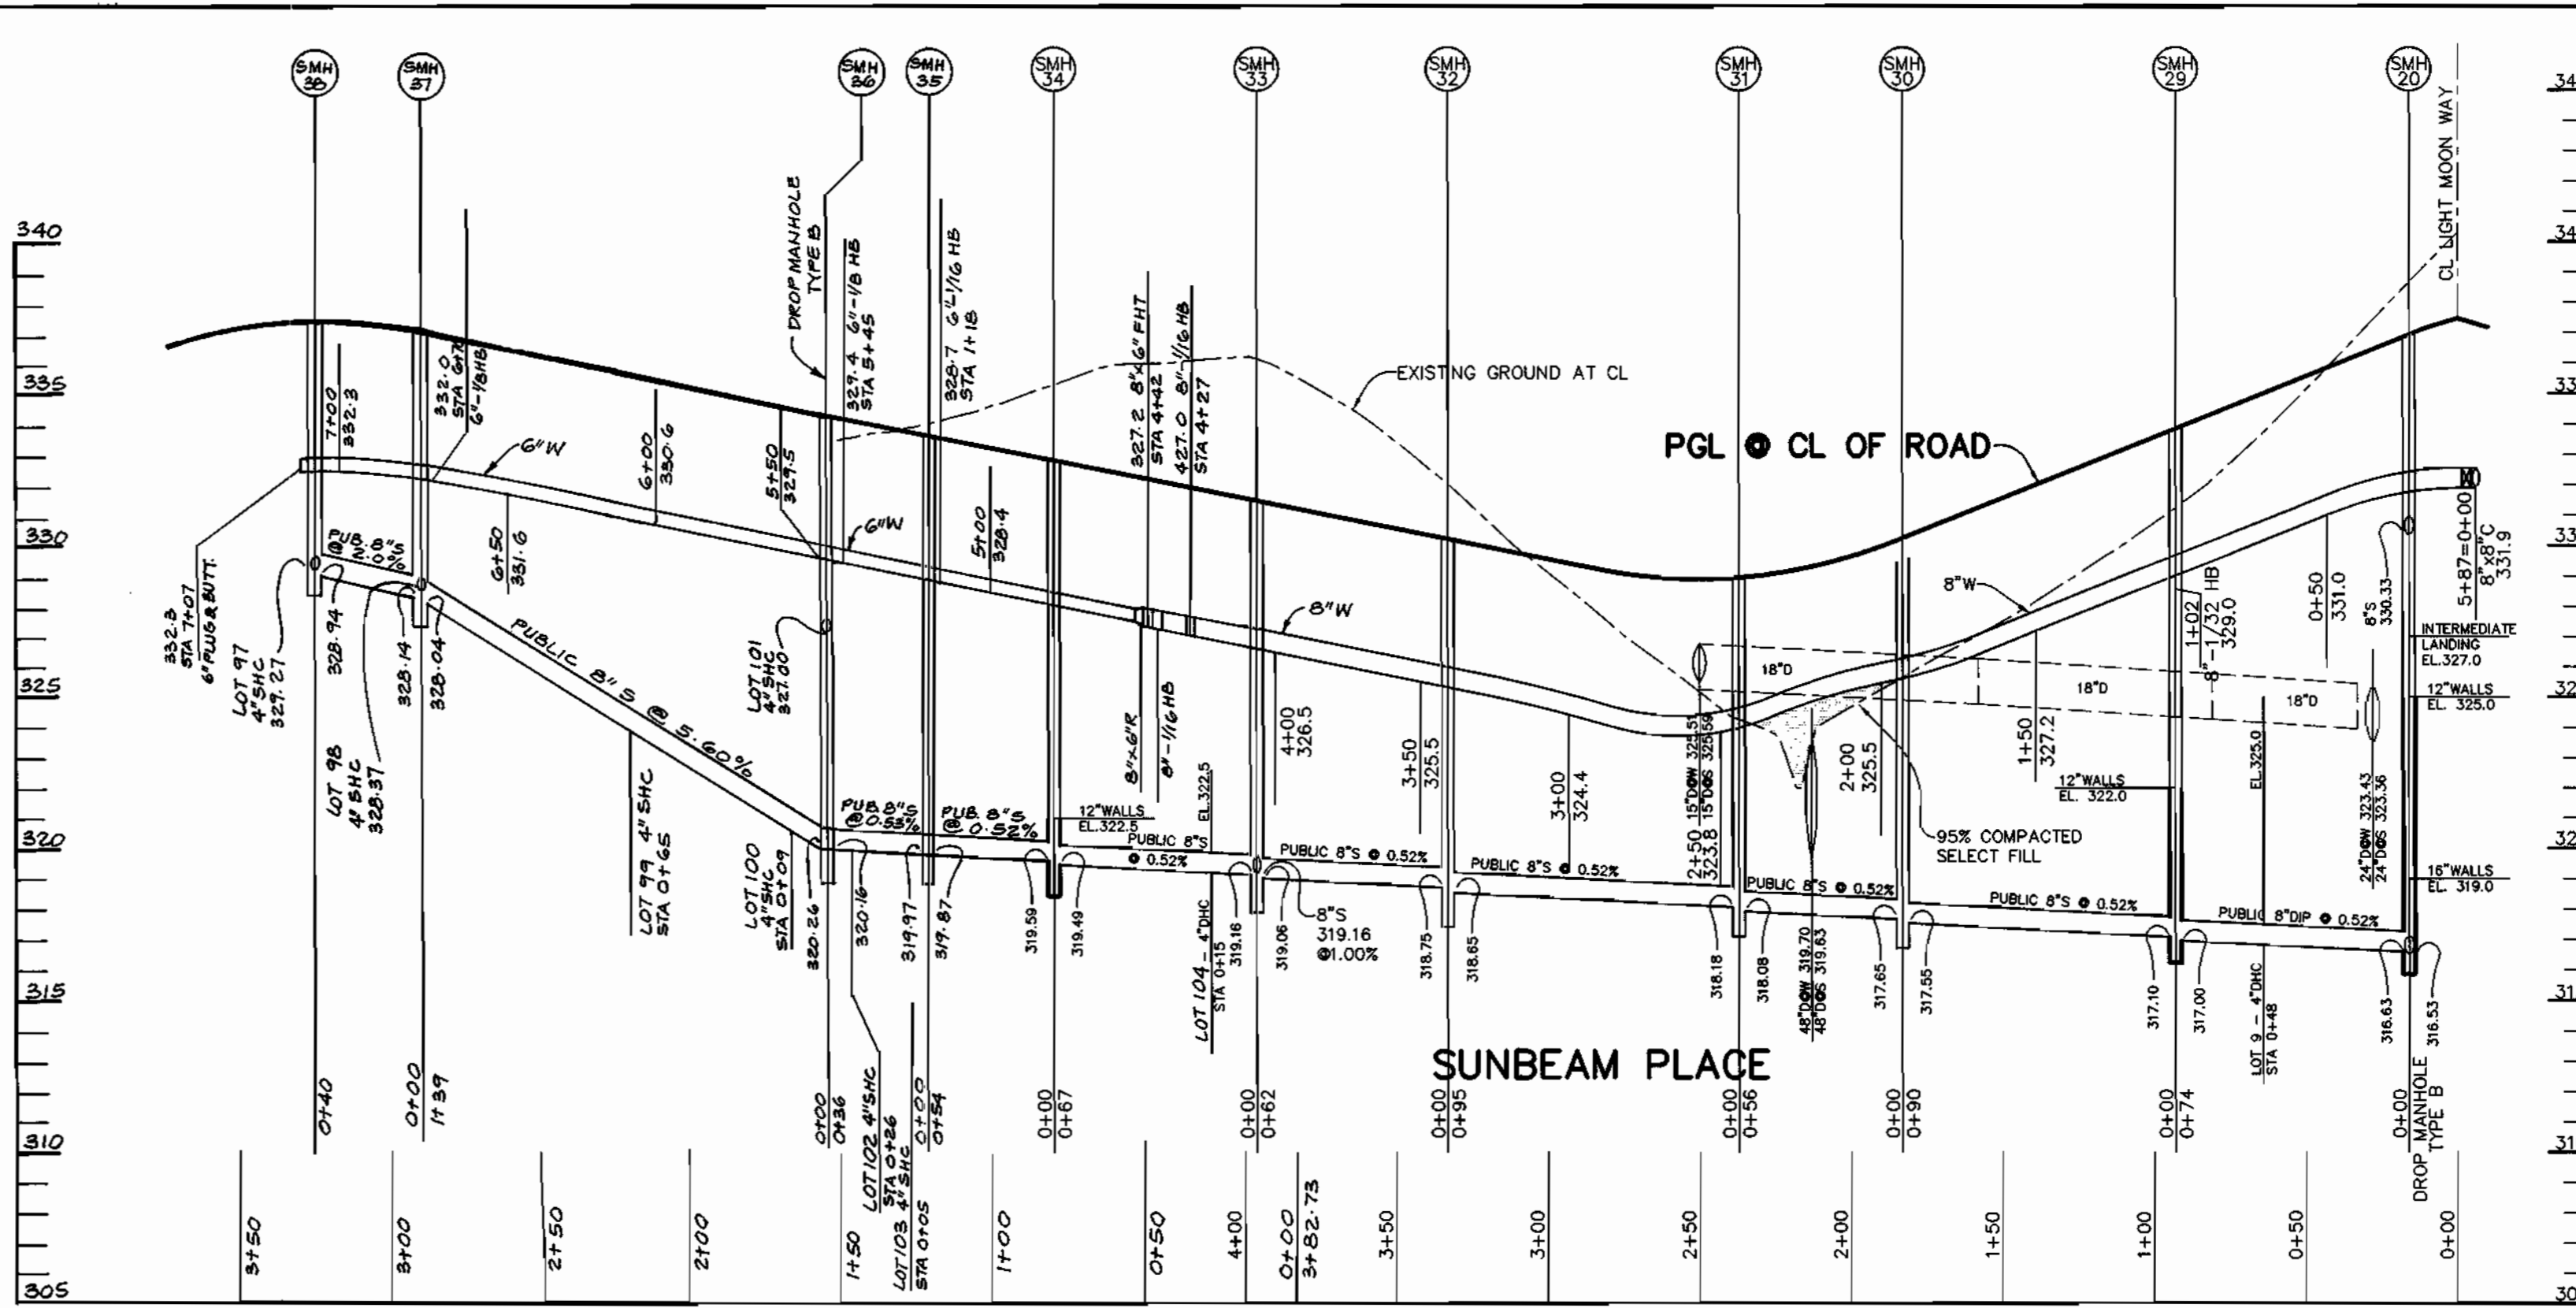 SMH
38
SMH
37
SMH
36
SMH
35
SMH
34
SMH
33
SMH
32
SMH
31
SMH
30
SMH
29
SMH
20
CL LIGHT MOON WAY
340
335
330
325
320
315
310
305
7+00
332.3
332.0
6"-1/8HB
6"W
6+00
330.6
5+50
329.5
DROP MANHOLE
TYPE B
329.4 6"-1/8 HB
STA 5+45
328.7 6"-1/16 HB
STA 1+18
6"W
5+00
328.4
327.2 8"x6"FHT
STA 4+42
427.0 8"-1/16 HB
STA 4+27
EXISTING GROUND AT CL
PGL @ CL OF ROAD
8"W
8"W
332.3
STA 7+07
6" PLUG & BUTT.
LOT 97
4"SHC
329.27
PUB. 8"S
@ 2.0%
328.94
328.14
328.04
6+50
331.6
LOT 98
4" SHC
328.37
PUBLIC 8" S @ 5.60%
LOT 99 4" SHC
STA 0+65
LOT 101
4"SHC
327.00
LOT 100
4"SHC
STA 0+09
320.26
320.16
PUB 8"S
@ 0.53%
PUB 8"S
@ 0.52%
319.97
319.87
319.59
319.49
12"WALLS
EL.322.5
PUBLIC 8"S
@ 0.52%
8"x6"R
8"-1/16HB
EL.322.5
LOT 104 - 4"DHC
STA 0+15
319.16
319.06
8"S
319.16
@1.00%
4+00
326.5
PUBLIC 8"S @ 0.52%
3+50
325.5
318.75
318.65
3+00
324.4
PUBLIC 8"S @ 0.52%
2+50
323.8
15"DOW 325.51
15"DOS 325.59
318.18
318.08
18"D
18"D
18"D
PUBLIC 8"S @ 0.52%
48"DOW 319.70
48"DOS 319.63
2+00
325.5
95% COMPACTED
SELECT FILL
317.65
317.55
1+50
327.2
PUBLIC 8"S @ 0.52%
12"WALLS
EL. 322.0
1+02
8"-1/32 HB
329.0
317.10
317.00
EL.325.0
LOT 9 - 4"DHC
STA 0+48
PUBLIC 8"DIP @ 0.52%
0+50
331.0
8"S
330.33
24"DOW 323.43
24"DOS 323.36
5+87=0+00
8"x8"C
331.9
INTERMEDIATE
LANDING
EL.327.0
12"WALLS
EL. 325.0
16"WALLS
EL. 319.0
316.63
316.53
DROP MANHOLE
TYPE B
SUNBEAM PLACE
0+40
0+00
1+39
0+00
0+36
LOT 102 4"SHC
STA 0+26
LOT 103 4"SHC
STA 0+05
0+00
0+54
0+00
0+67
0+00
0+62
0+00
0+95
0+00
0+56
0+00
0+90
0+00
0+74
0+00
3+50
3+00
2+50
2+00
1+50
1+00
0+50
4+00
0+00
3+82.73
3+50
3+00
2+50
2+00
1+50
1+00
0+50
0+00